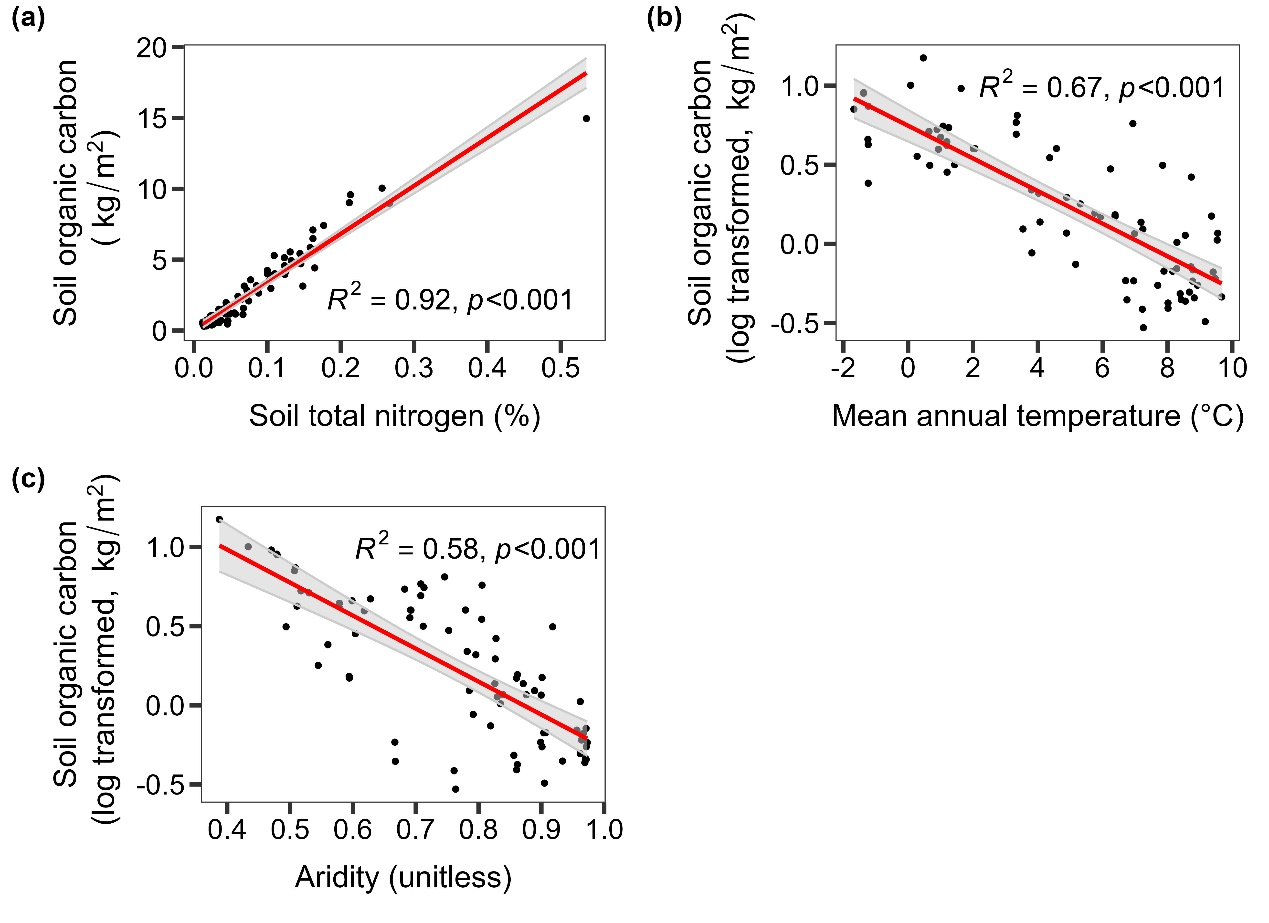 (a)
Soil organic carbon
( kg/m²)
20
15
10
5
0
R² = 0.92, p<0.001
0.0 0.1 0.2 0.3 0.4 0.5
Soil total nitrogen (%)
(b)
Soil organic carbon
(log transformed, kg/m²)
1.0
0.5
0.0
-0.5
R² = 0.67, p<0.001
-2 0 2 4 6 8 10
Mean annual temperature (°C)
(c)
Soil organic carbon
(log transformed, kg/m²)
1.0
0.5
0.0
-0.5
R² = 0.58, p<0.001
0.4 0.5 0.6 0.7 0.8 0.9 1.0
Aridity (unitless)